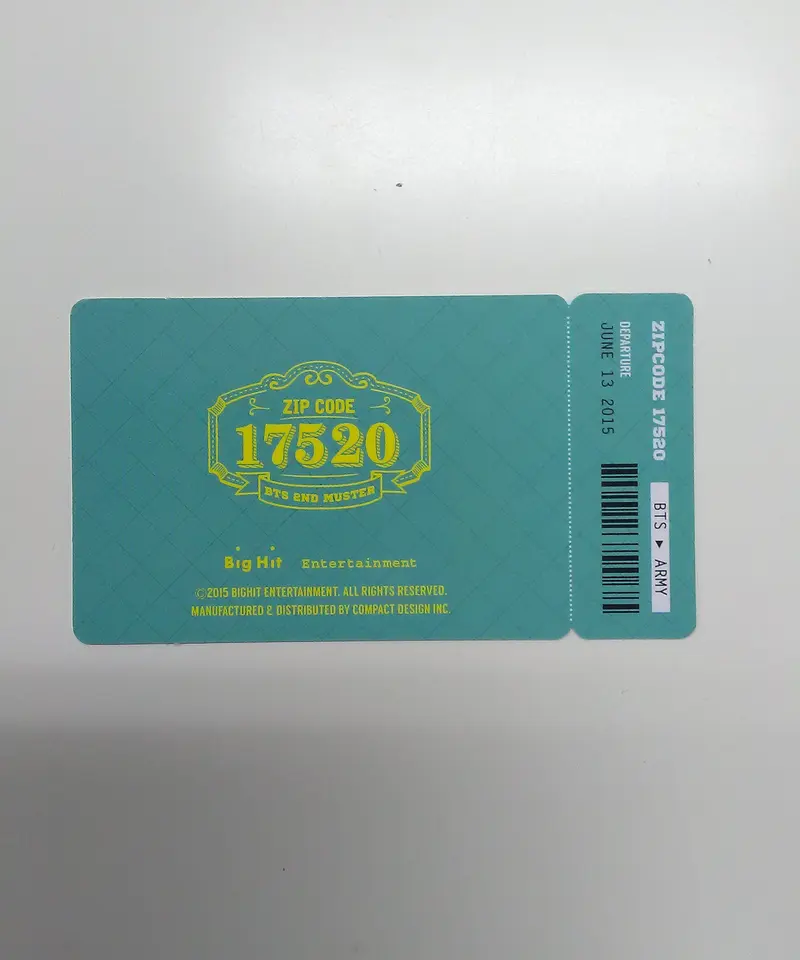 ZIP CODE
17520
BTS 2ND MUSTER
Big Hit Entertainment
©2015 BIGHIT ENTERTAINMENT. ALL RIGHTS RESERVED.
MANUFACTURED & DISTRIBUTED BY COMPACT DESIGN INC.
ZIPCODE 17520
BTS ▶ ARMY
DEPARTURE
JUNE 13 2015